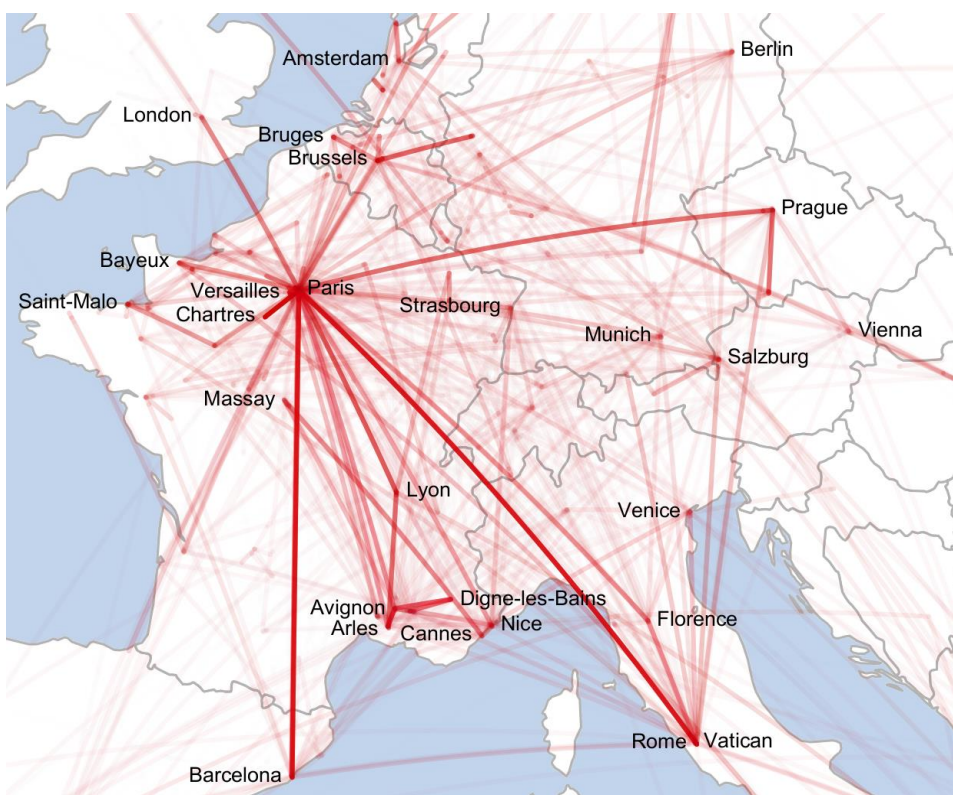 Berlin
Amsterdam
London
Bruges
Brussels
Prague
Bayeux
Versailles
Paris
Saint-Malo
Chartres
Strasbourg
Munich
Vienna
Salzburg
Massay
Lyon
Venice
Digne-les-Bains
Avignon
Arles
Cannes
Nice
Florence
Rome
Vatican
Barcelona